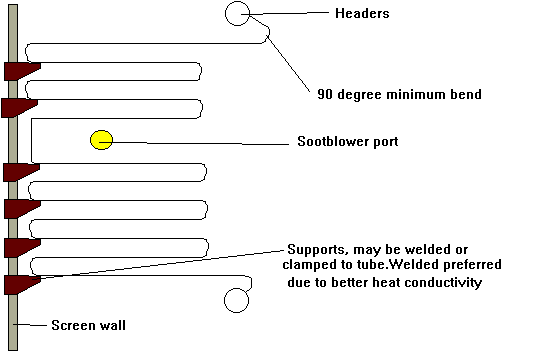 Headers
90 degree minimum bend
Sootblower port
Supports, may be welded or
clamped to tube.Welded preferred
due to better heat conductivity
Screen wall